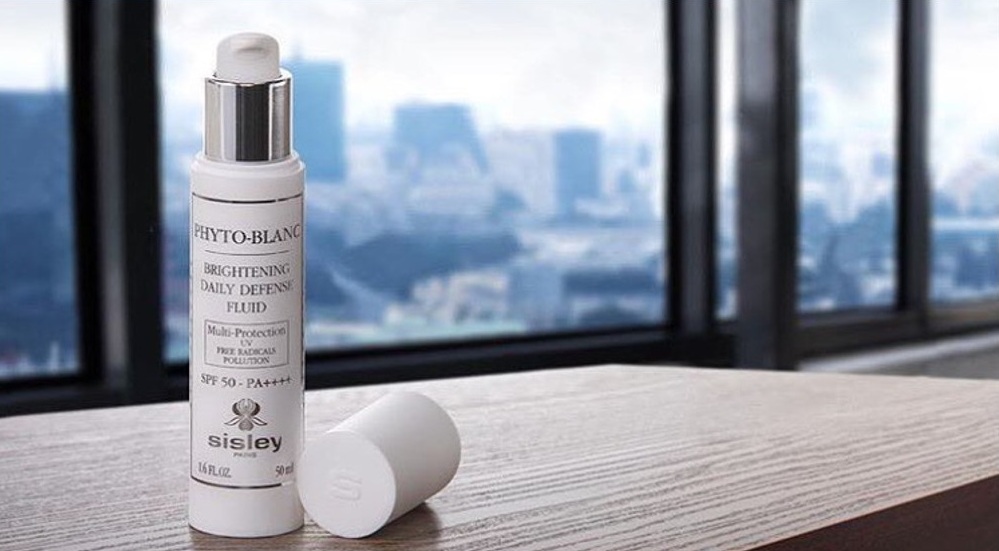 PHYTO-BLANC
BRIGHTENING
DAILY DEFENSE
FLUID
Multi-Protection
UV
FREE RADICALS
POLLUTION
SPF 50 - PA++++
sisley
PARIS
1.6 FL.OZ. 50 ml
S